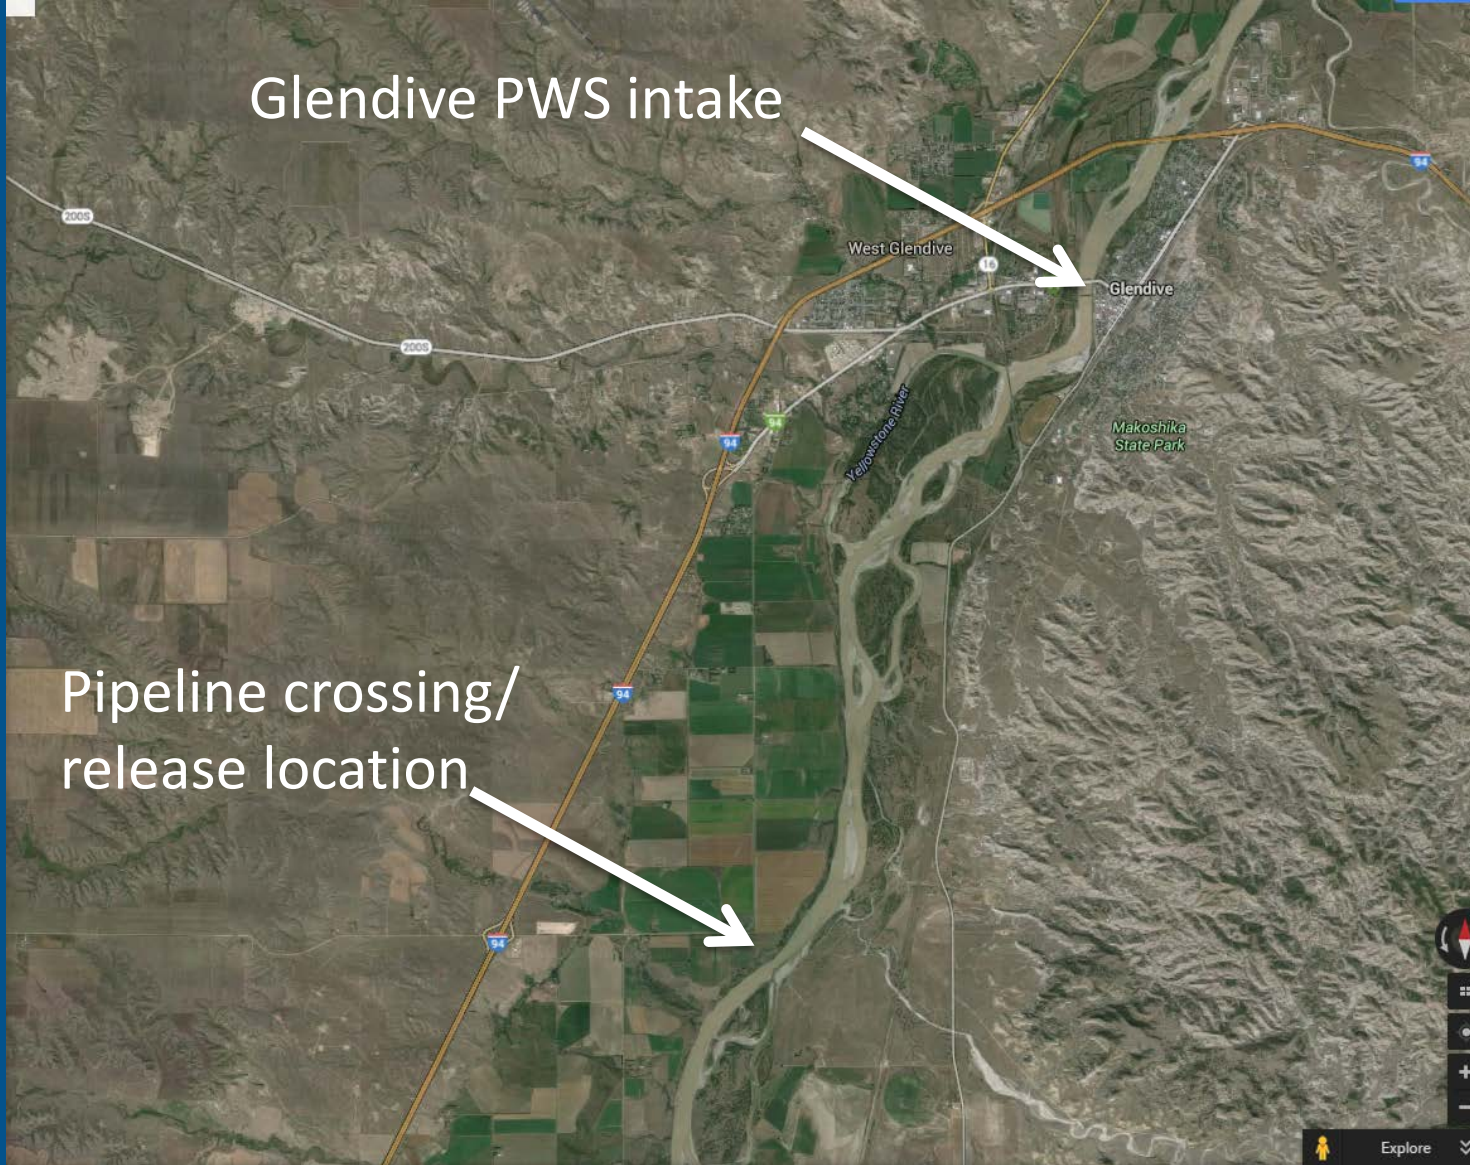 Glendive PWS intake
94
200S
West Glendive
16
Glendive
200S
Yellowstone River
94
94
Makoshika
State Park
Pipeline crossing/
release location
94
94
Explore